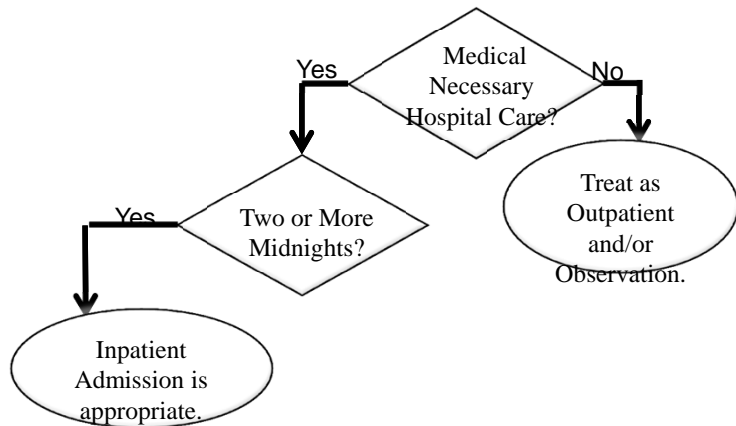 Medical
Necessary
Hospital Care?
Yes
No
Two or More
Midnights?
Treat as
Outpatient
and/or
Observation.
Yes
Inpatient
Admission is
appropriate.